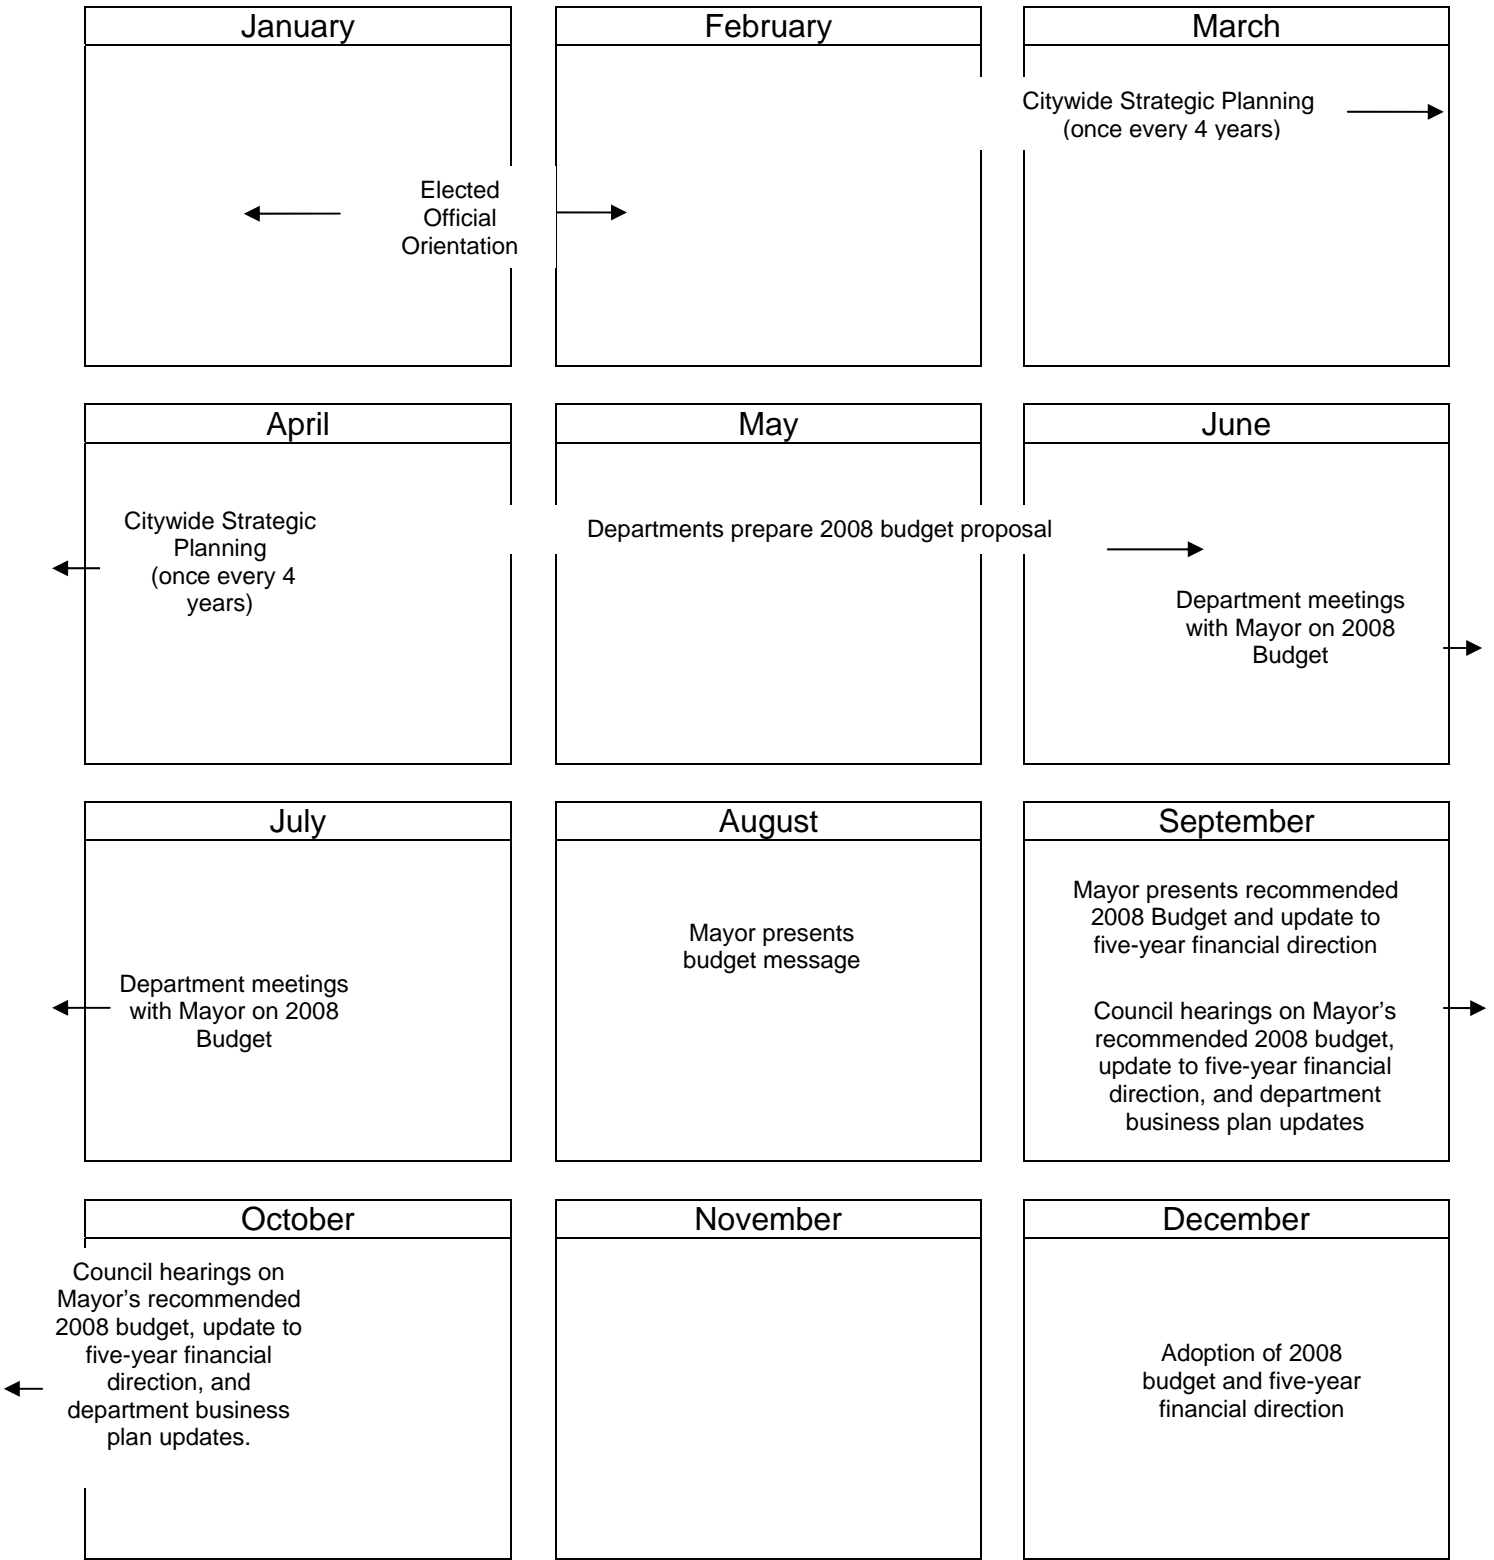 January
February
March
Citywide Strategic Planning
(once every 4 years)
Elected
Official
Orientation
April
May
June
Citywide Strategic
Planning
(once every 4
years)
Departments prepare 2008 budget proposal
Department meetings
with Mayor on 2008
Budget
July
August
September
Department meetings
with Mayor on 2008
Budget
Mayor presents
budget message
Mayor presents recommended
2008 Budget and update to
five-year financial direction
Council hearings on Mayor’s
recommended 2008 budget,
update to five-year financial
direction, and department
business plan updates
October
November
December
Council hearings on
Mayor’s recommended
2008 budget, update to
five-year financial
direction, and
department business
plan updates.
Adoption of 2008
budget and five-year
financial direction